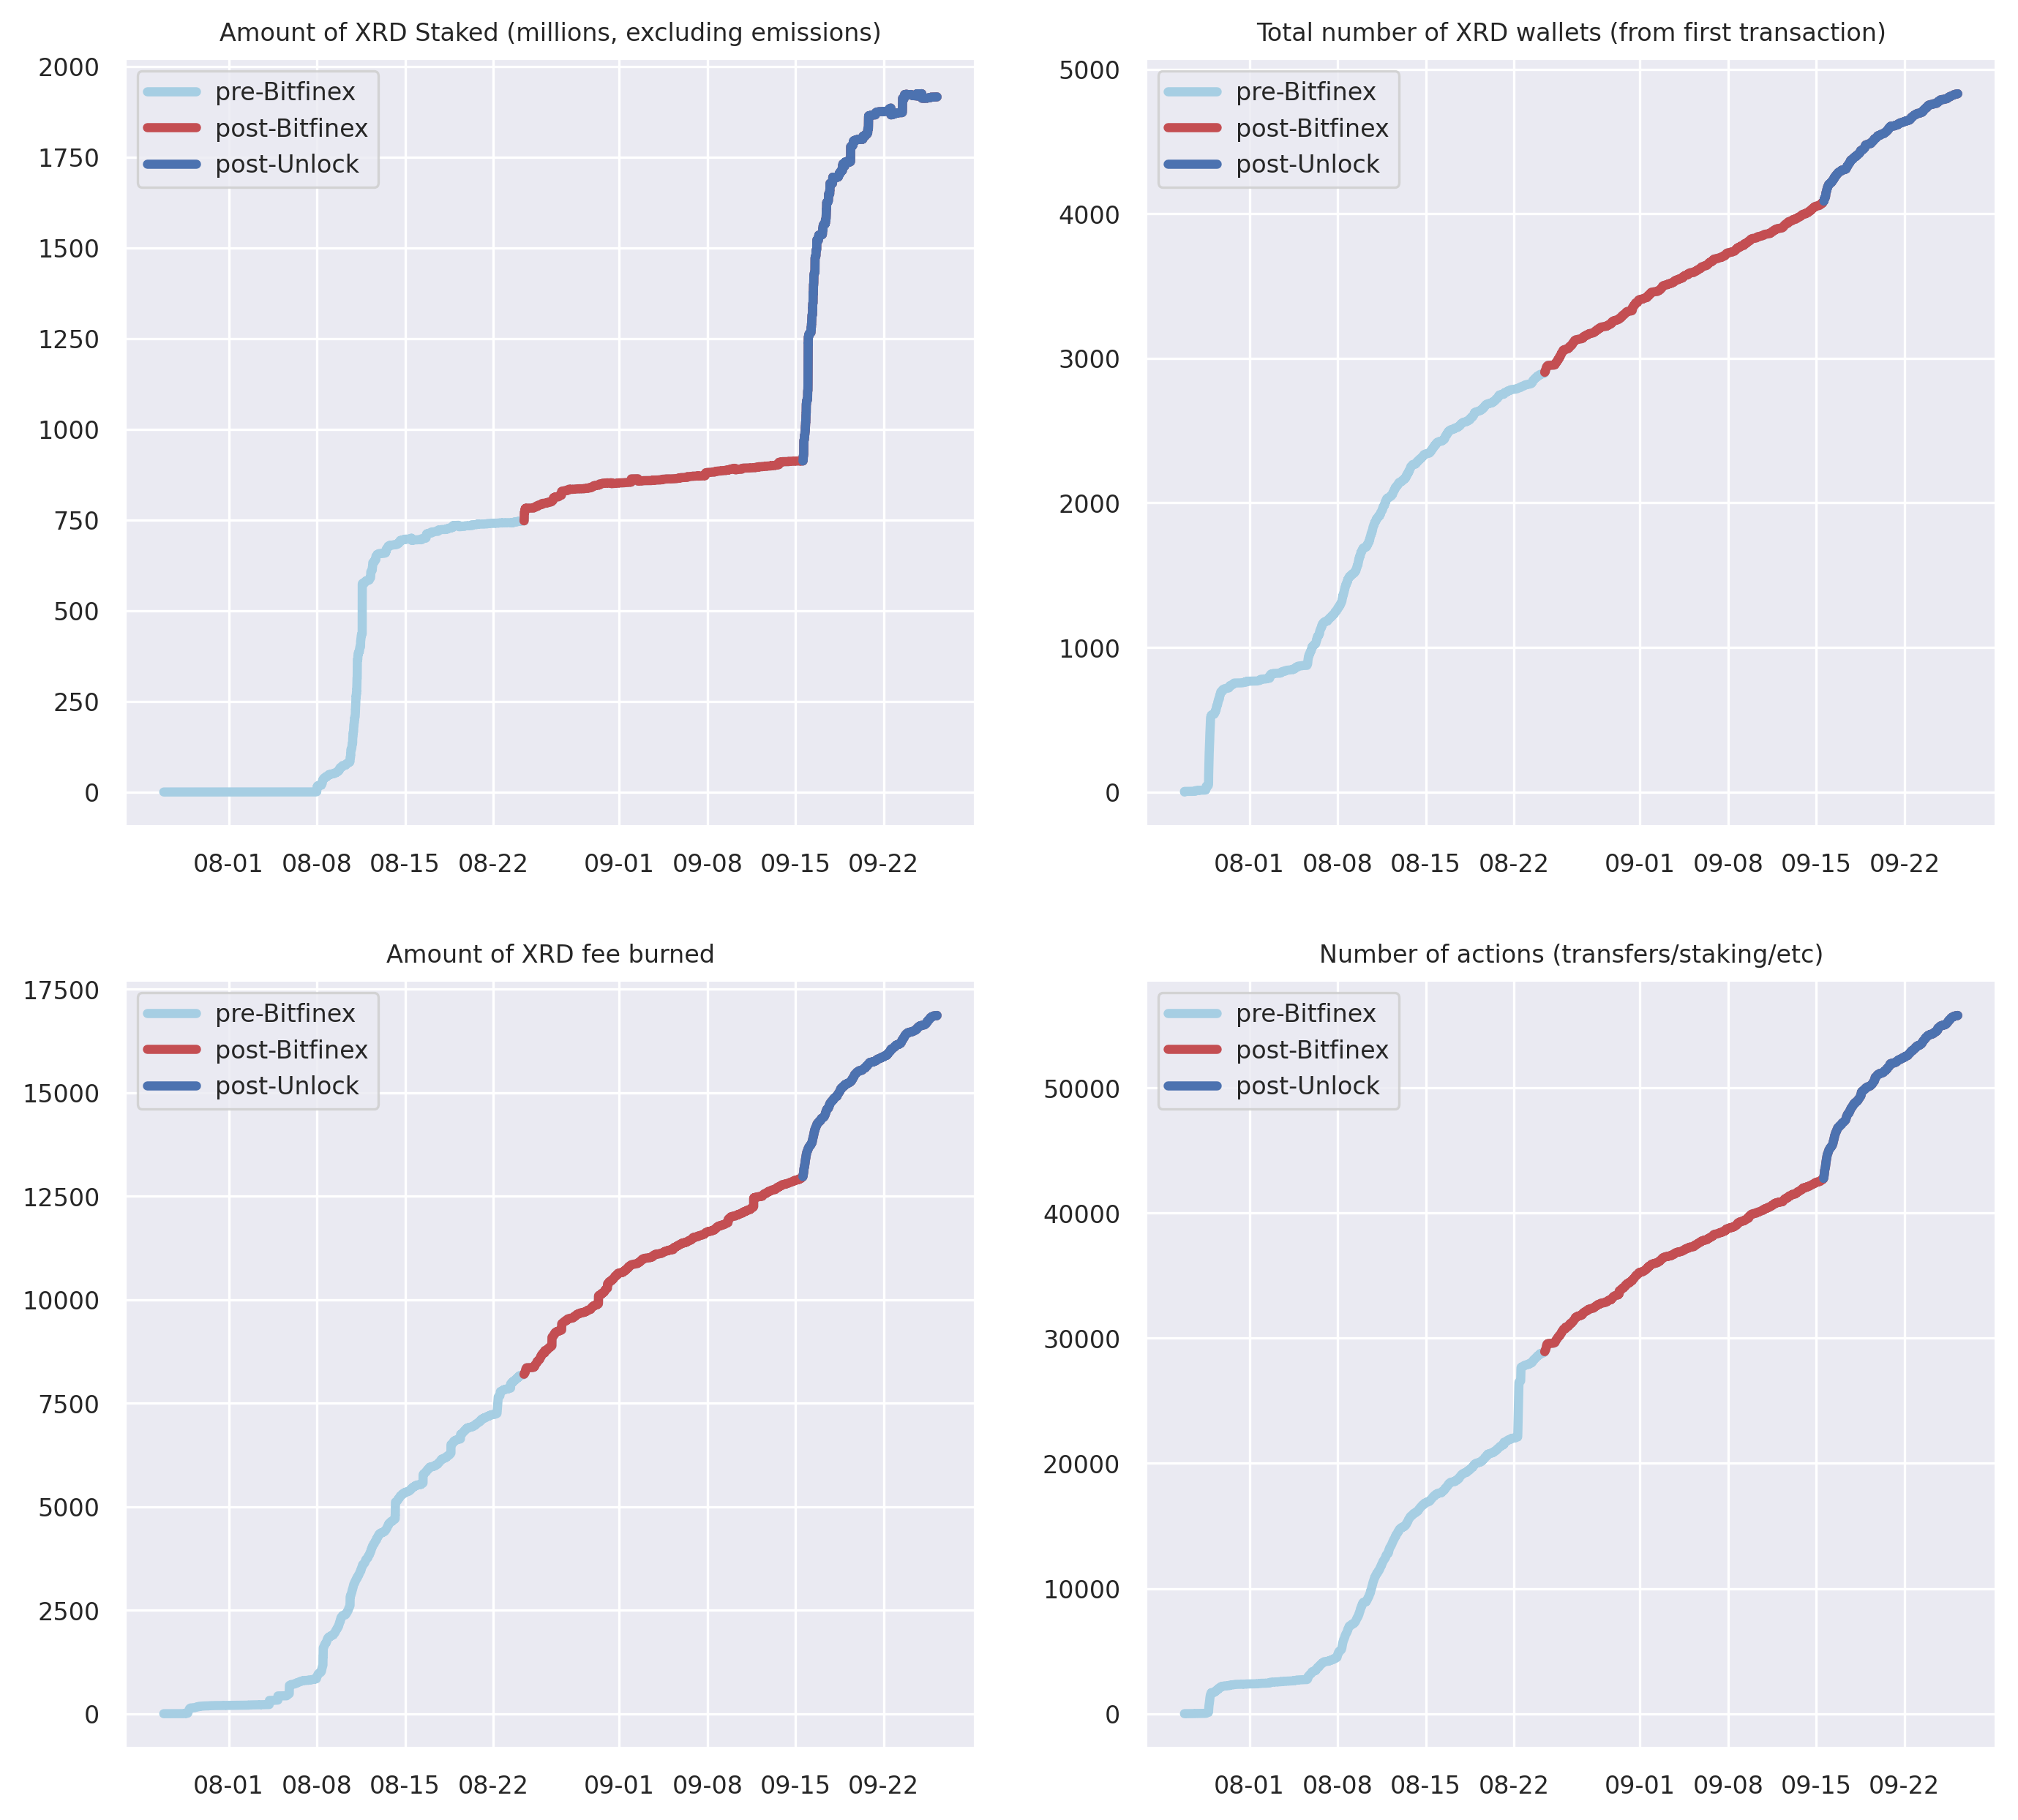 Amount of XRD Staked (millions, excluding emissions)
2000
1750
1500
1250
1000
750
500
250
0
pre-Bitfinex
post-Bitfinex
post-Unlock
08-01 08-08 08-15 08-22 09-01 09-08 09-15 09-22
Total number of XRD wallets (from first transaction)
5000
4000
3000
2000
1000
0
pre-Bitfinex
post-Bitfinex
post-Unlock
08-01 08-08 08-15 08-22 09-01 09-08 09-15 09-22
Amount of XRD fee burned
17500
15000
12500
10000
7500
5000
2500
0
pre-Bitfinex
post-Bitfinex
post-Unlock
08-01 08-08 08-15 08-22 09-01 09-08 09-15 09-22
Number of actions (transfers/staking/etc)
50000
40000
30000
20000
10000
0
pre-Bitfinex
post-Bitfinex
post-Unlock
08-01 08-08 08-15 08-22 09-01 09-08 09-15 09-22